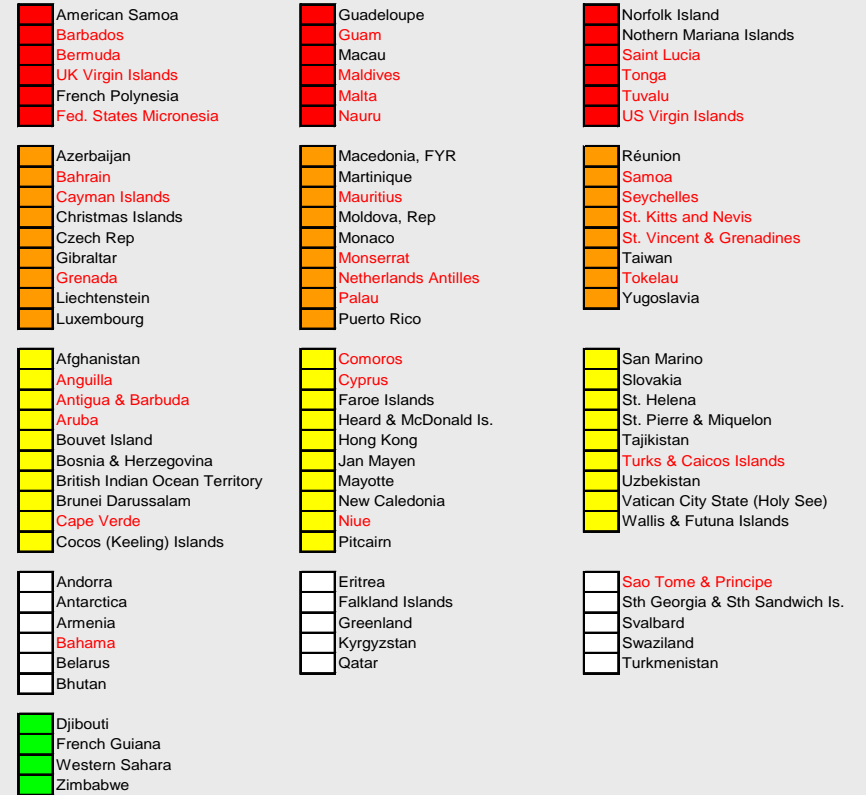 American Samoa
Barbados
Bermuda
UK Virgin Islands
French Polynesia
Fed. States Micronesia
Guadeloupe
Guam
Macau
Maldives
Malta
Nauru
Norfolk Island
Nothern Mariana Islands
Saint Lucia
Tonga
Tuvalu
US Virgin Islands
Azerbaijan
Bahrain
Cayman Islands
Christmas Islands
Czech Rep
Gibraltar
Grenada
Liechtenstein
Luxembourg
Macedonia, FYR
Martinique
Mauritius
Moldova, Rep
Monaco
Monserrat
Netherlands Antilles
Palau
Puerto Rico
Réunion
Samoa
Seychelles
St. Kitts and Nevis
St. Vincent & Grenadines
Taiwan
Tokelau
Yugoslavia
Afghanistan
Anguilla
Antigua & Barbuda
Aruba
Bouvet Island
Bosnia & Herzegovina
British Indian Ocean Territory
Brunei Darussalam
Cape Verde
Cocos (Keeling) Islands
Comoros
Cyprus
Faroe Islands
Heard & McDonald Is.
Hong Kong
Jan Mayen
Mayotte
New Caledonia
Niue
Pitcairn
San Marino
Slovakia
St. Helena
St. Pierre & Miquelon
Tajikistan
Turks & Caicos Islands
Uzbekistan
Vatican City State (Holy See)
Wallis & Futuna Islands
Andorra
Antarctica
Armenia
Bahama
Belarus
Bhutan
Eritrea
Falkland Islands
Greenland
Kyrgyzstan
Qatar
Sao Tome & Principe
Sth Georgia & Sth Sandwich Is.
Svalbard
Swaziland
Turkmenistan
Djibouti
French Guiana
Western Sahara
Zimbabwe